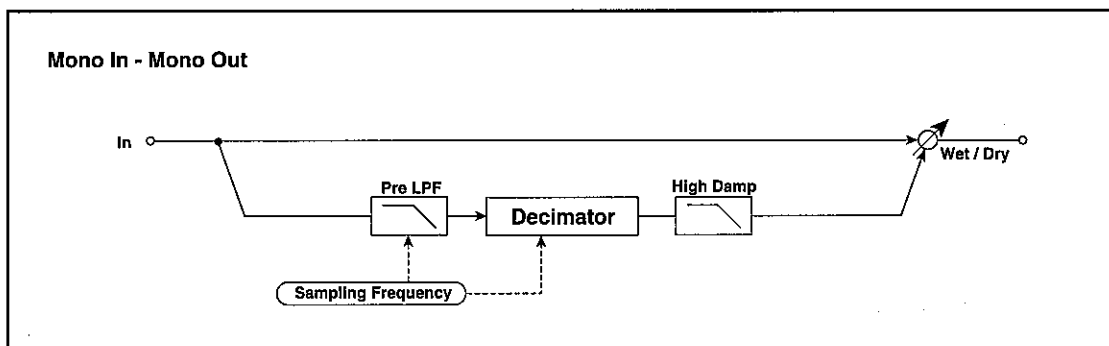 Mono In - Mono Out
In
Wet / Dry
Pre LPF
High Damp
Decimator
Sampling Frequency